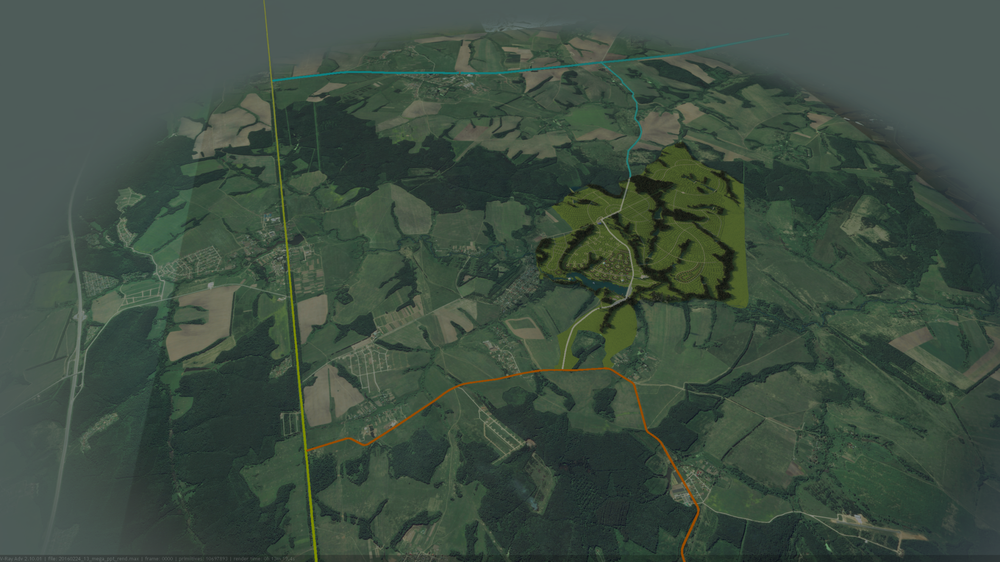 V-Ray Adv 2.10.01 | file: 20160224_13_mega_ppt_rend.max | frame: 0000 | primitives: 10697893 | render time: 0h 13m 19,4s